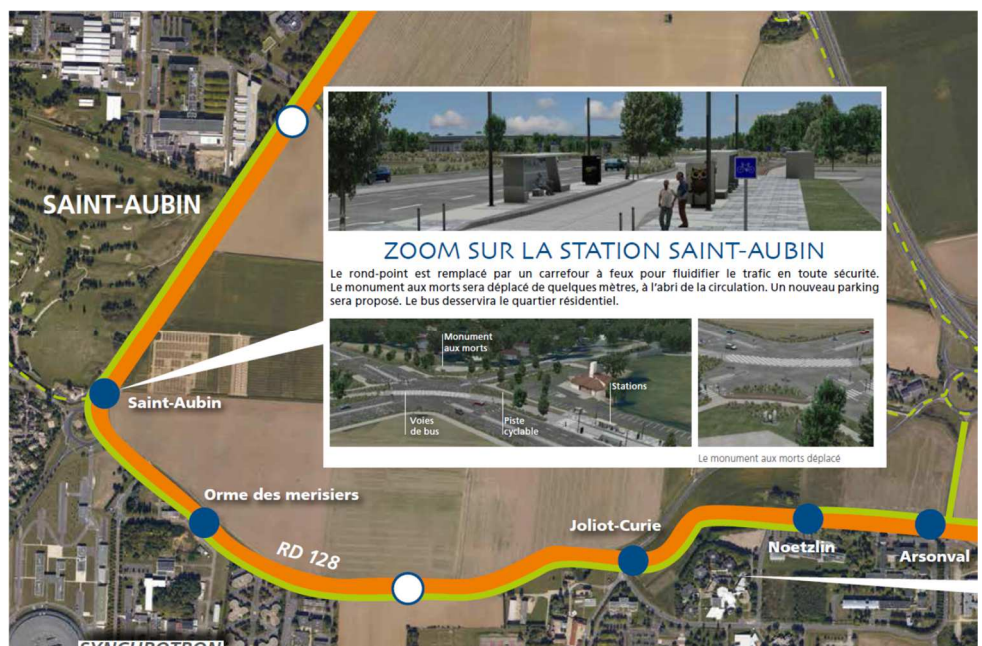 SAINT-AUBIN
ZOOM SUR LA STATION SAINT-AUBIN
Le rond-point est remplacé par un carrefour à feux pour fluidifier le trafic en toute sécurité.
Le monument aux morts sera déplacé de quelques mètres, à l'abri de la circulation. Un nouveau parking
sera proposé. Le bus desservira le quartier résidentiel.
Monument
aux morts
Stations
Voies
de bus
Piste
cyclable
Le monument aux morts déplacé
Saint-Aubin
Orme des merisiers
RD 128
Joliot-Curie
Noetzlin
Arsonval
SYNCHROTRON